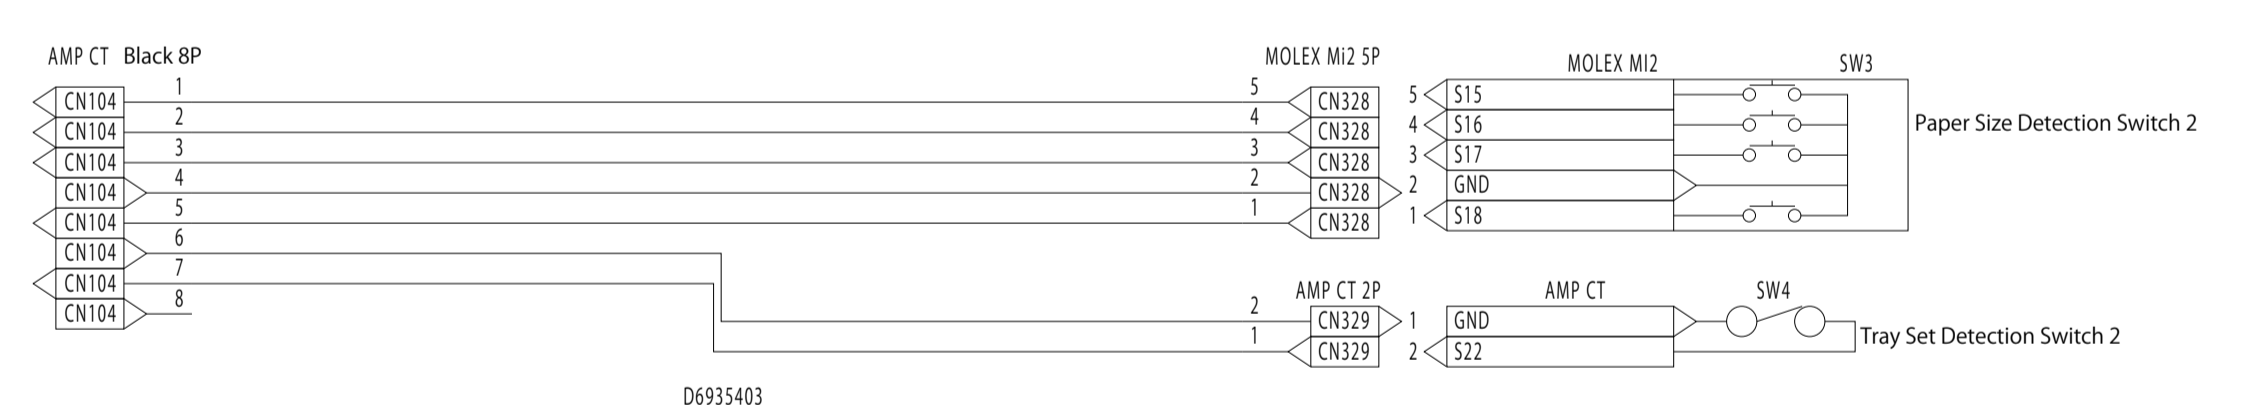 AMP CT Black 8P
CN104 1
CN104 2
CN104 3
CN104 4
CN104 5
CN104 6
CN104 7
CN104 8
MOLEX Mi2 5P
5 CN328
4 CN328
3 CN328
2 CN328
1 CN328
MOLEX MI2 SW3
5 S15
4 S16
3 S17
2 GND
1 S18
Paper Size Detection Switch 2
AMP CT 2P
2 CN329
1 CN329
AMP CT SW4
1 GND
2 S22
Tray Set Detection Switch 2
D6935403